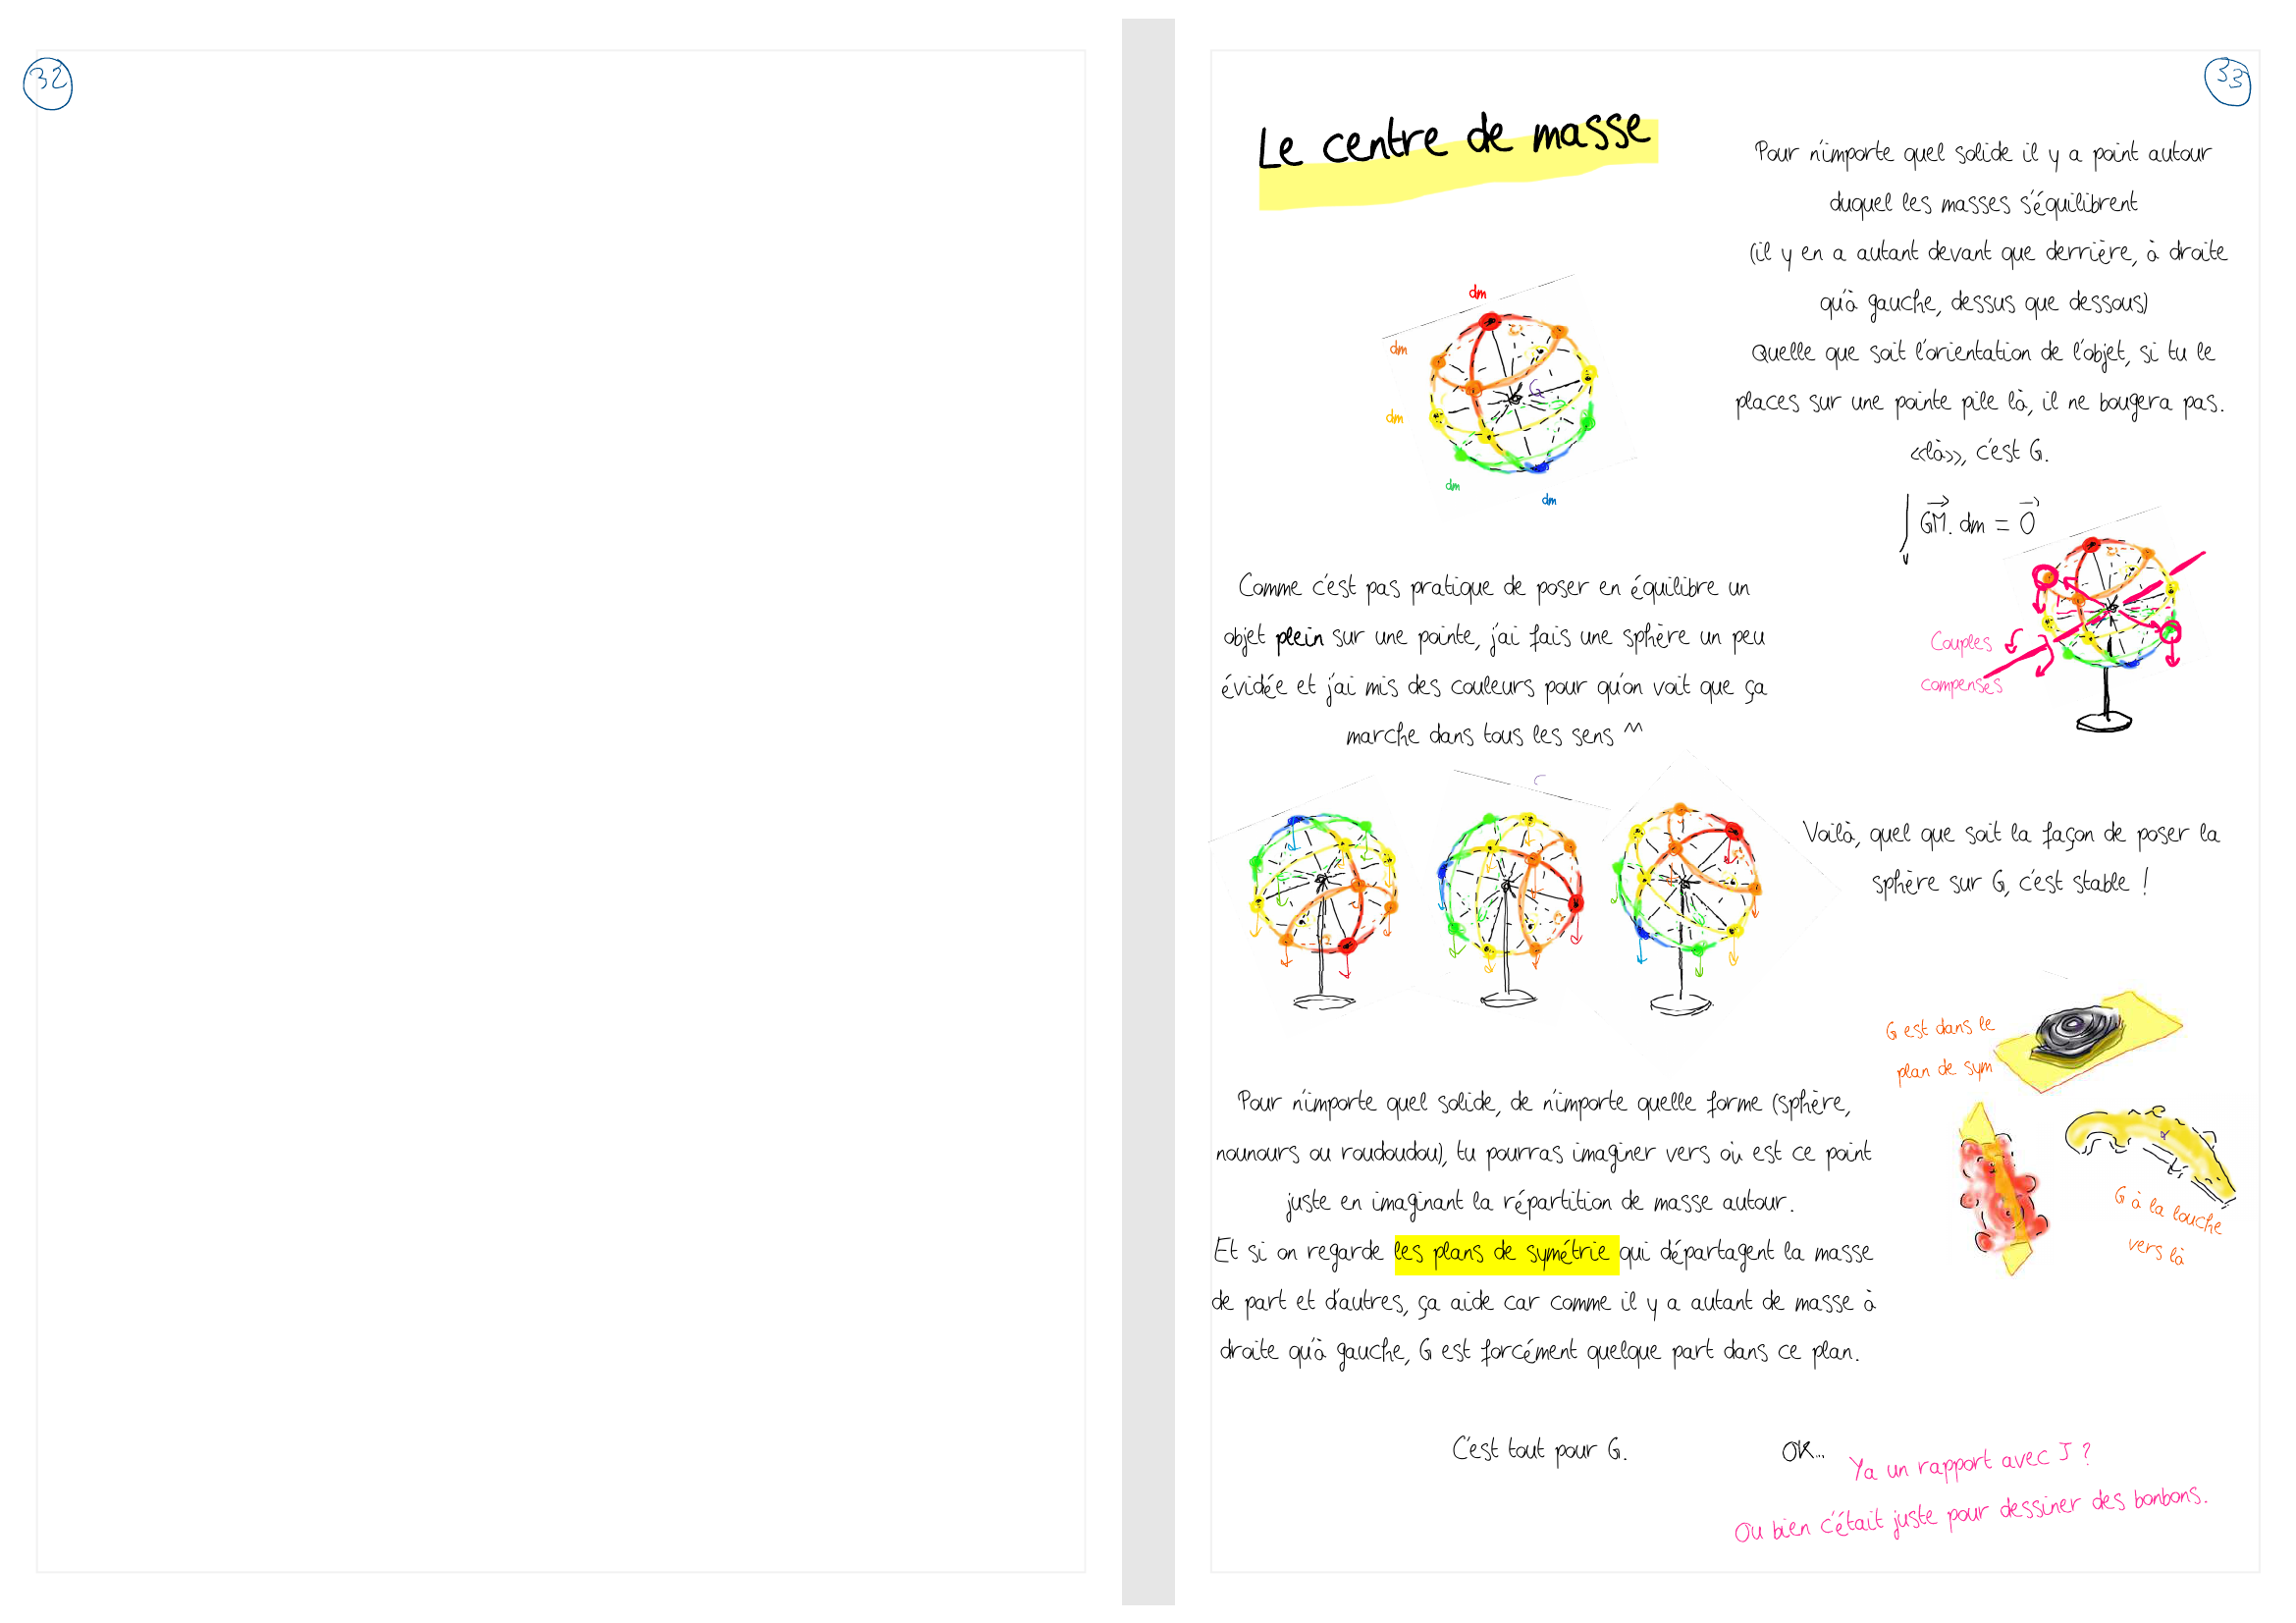 32
33
Le centre de masse
Pour n'importe quel solide il y a point autour
duquel les masses s'équilibrent
(il y en a autant devant que derrière, à droite
qu'à gauche, dessus que dessous)
Quelle que soit l'orientation de l'objet, si tu le
places sur une pointe pile là, il ne bougera pas.
«là», c'est G.
∫ GM⃗. dm = 0⃗
dm
dm
G
dm
dm
dm
Comme c'est pas pratique de poser en équilibre un
objet plein sur une pointe, j'ai fais une sphère un peu
évidée et j'ai mis des couleurs pour qu'on voit que ça
marche dans tous les sens ^^
Couples
compensés
Voilà, quel que soit la façon de poser la
sphère sur G, c'est stable !
G est dans le
plan de sym
G à la louche
vers là
Pour n'importe quel solide, de n'importe quelle forme (sphère,
nounours ou roudoudou), tu pourras imaginer vers où est ce point
juste en imaginant la répartition de masse autour.
Et si on regarde les plans de symétrie qui départagent la masse
de part et d'autres, ça aide car comme il y a autant de masse à
droite qu'à gauche, G est forcément quelque part dans ce plan.
C'est tout pour G.
OK...
Ya un rapport avec J ?
Ou bien c'était juste pour dessiner des bonbons.